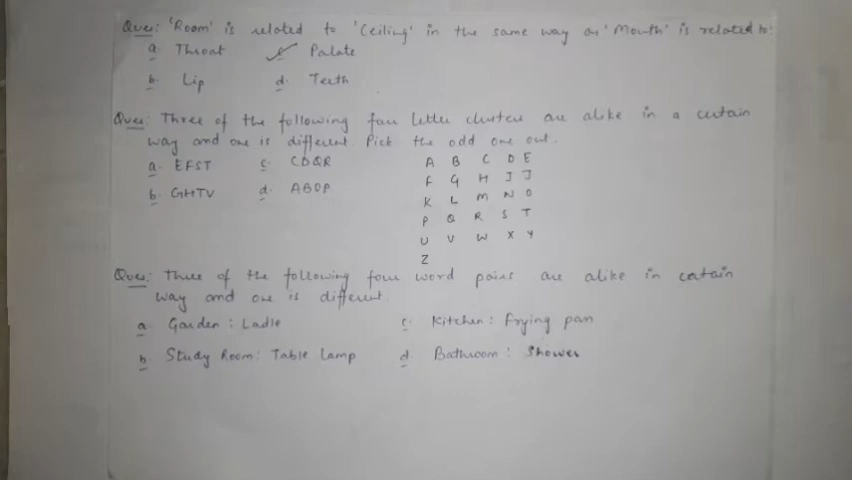 Ques: 'Room' is related to 'Ceiling' in the same way as 'Mouth' is related to:
a. Throat c. Palate
b. Lip d. Teeth
Ques: Three of the following four letter clusters are alike in a certain
way and one is different. Pick the odd one out.
a. EFST c. CDQR
b. GHTV d. ABOP
A B C D E
F G H I J
K L M N O
P Q R S T
U V W X Y
Z
Ques: Three of the following four word pairs are alike in certain
way and one is different.
a. Garden: Ladle c. Kitchen: Frying pan
b. Study Room: Table Lamp d. Bathroom: Shower